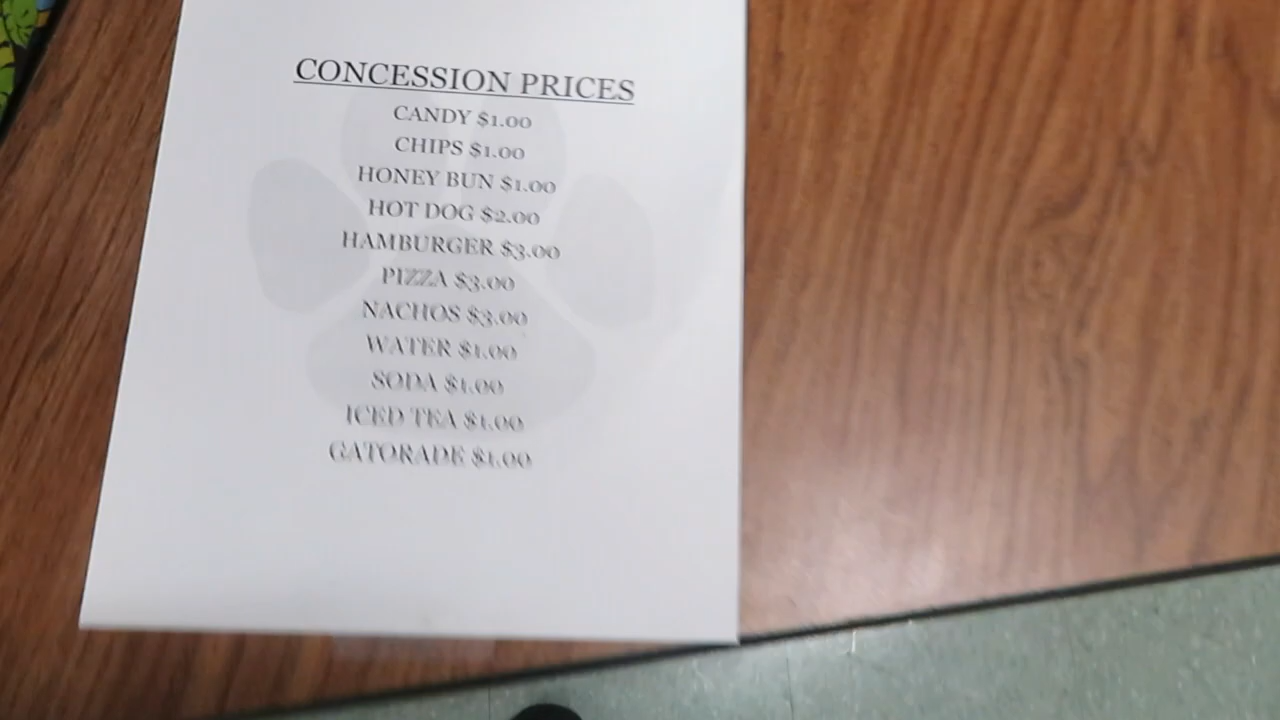 CONCESSION PRICES
CANDY $1.00
CHIPS $1.00
HONEY BUN $1.00
HOT DOG $2.00
HAMBURGER $3.00
PIZZA $3.00
NACHOS $3.00
WATER $1.00
SODA $1.00
ICED TEA $1.00
GATORADE $1.00